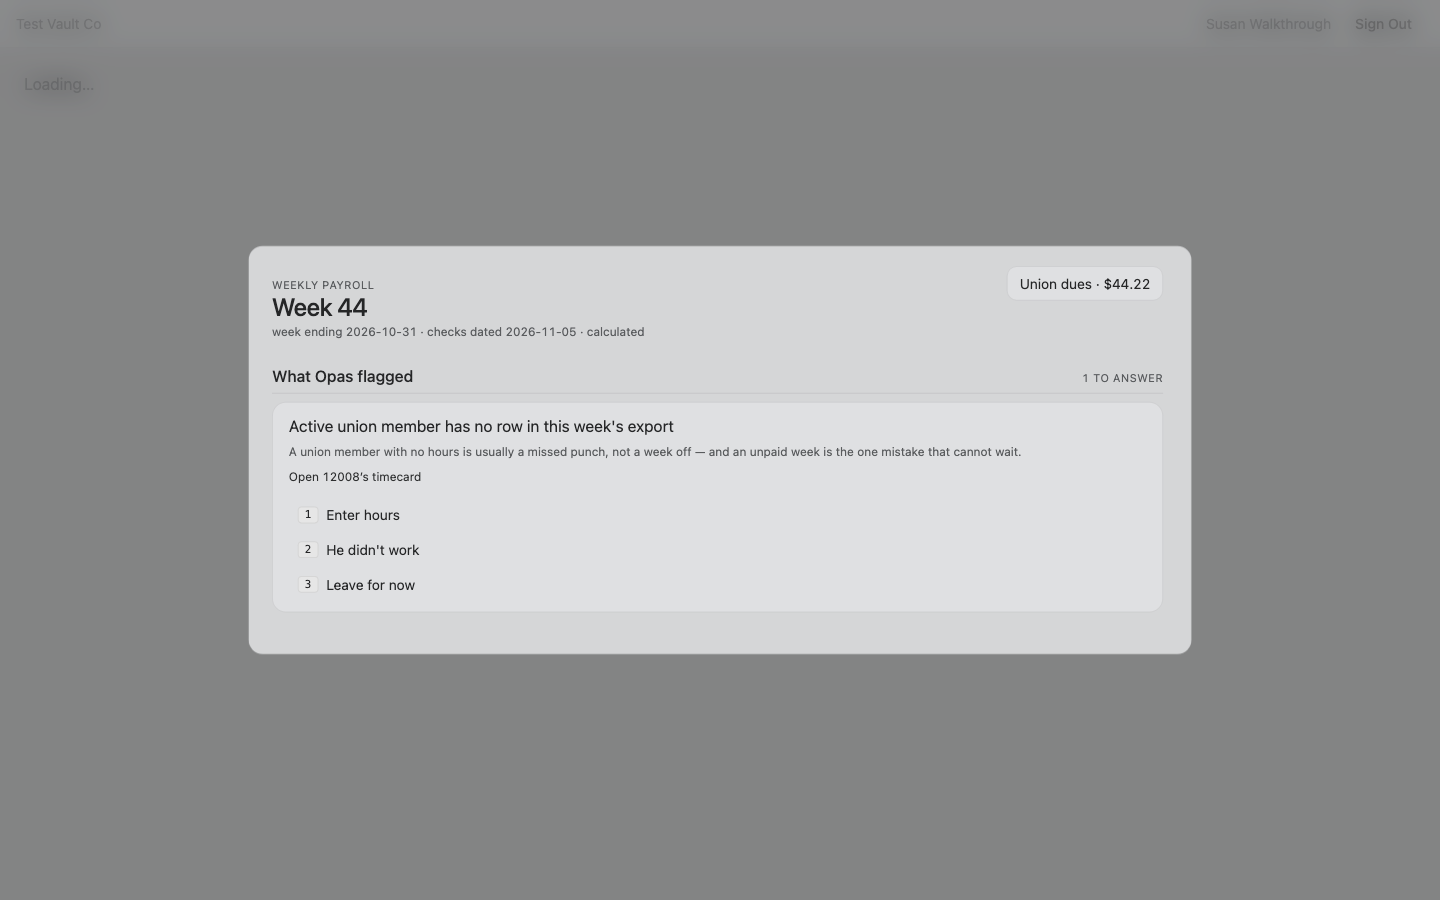 Test Vault Co
Susan Walkthrough
Sign Out
Loading...
WEEKLY PAYROLL
Week 44
week ending 2026-10-31 · checks dated 2026-11-05 · calculated
Union dues · $44.22
What Opas flagged
1 TO ANSWER
Active union member has no row in this week's export
A union member with no hours is usually a missed punch, not a week off — and an unpaid week is the one mistake that cannot wait.
Open 12008's timecard
1 Enter hours
2 He didn't work
3 Leave for now